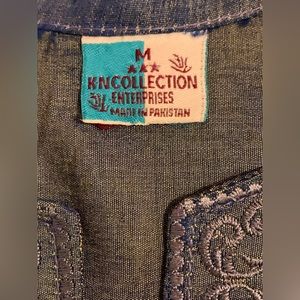 M
KNCOLLECTION
ENTERPRISES
MADE IN PAKISTAN